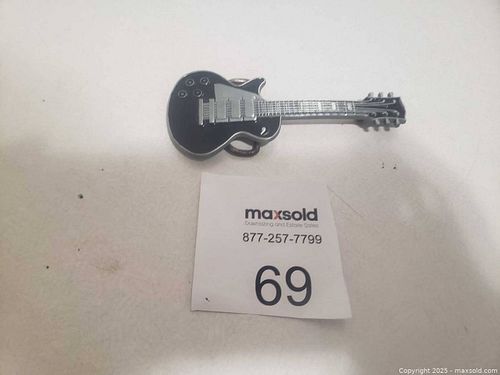 maxsold
Downsizing and Estate Sales
877-257-7799
69
Copyright 2025 - maxsold.com